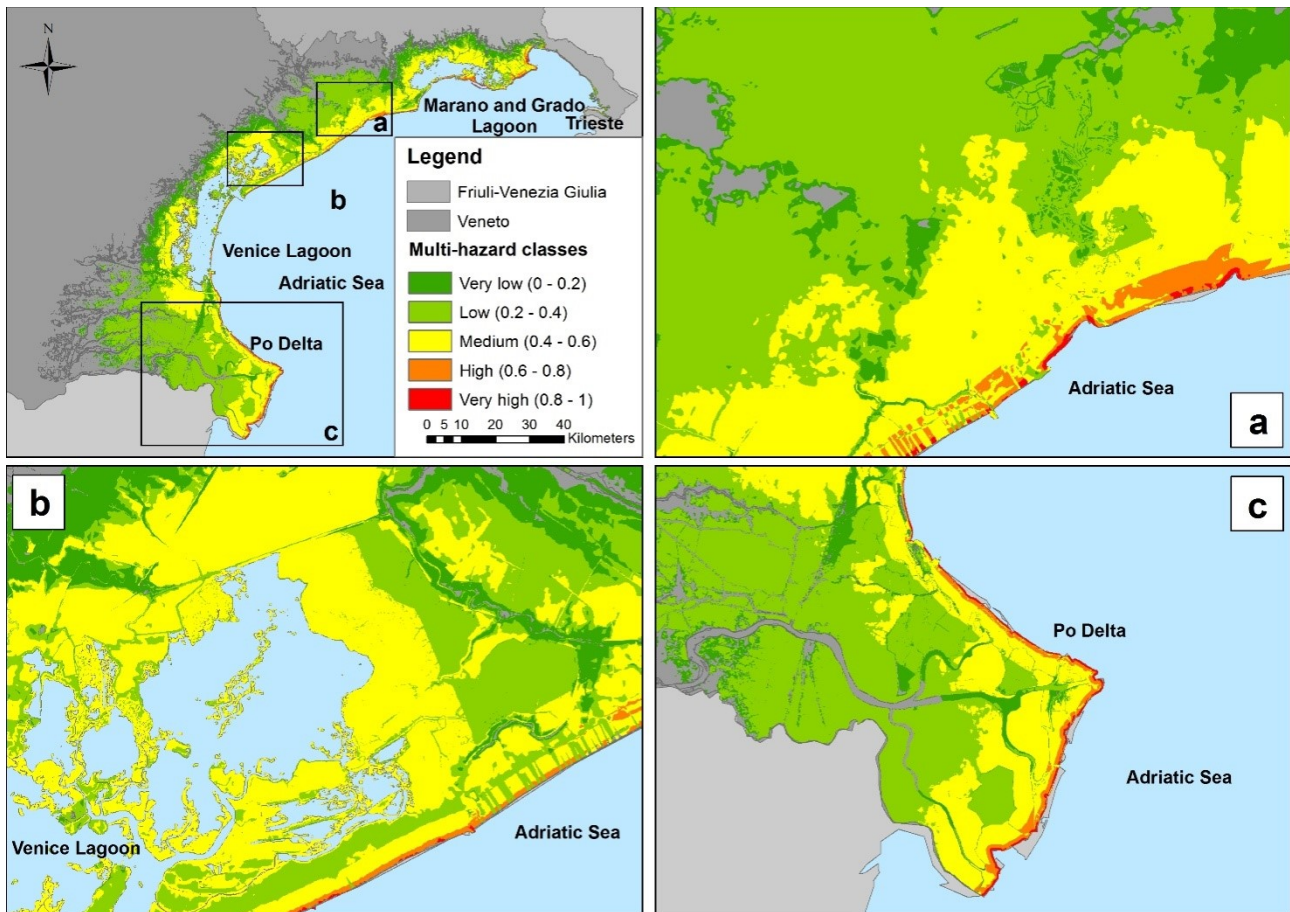 N
Marano and Grado
Lagoon
Trieste
a
b
Venice Lagoon
Adriatic Sea
Po Delta
c
Legend
Friuli-Venezia Giulia
Veneto
Multi-hazard classes
Very low (0 - 0.2)
Low (0.2 - 0.4)
Medium (0.4 - 0.6)
High (0.6 - 0.8)
Very high (0.8 - 1)
0 5 10 20 30 40
Kilometers
Adriatic Sea
a
b
Venice Lagoon
Adriatic Sea
c
Po Delta
Adriatic Sea